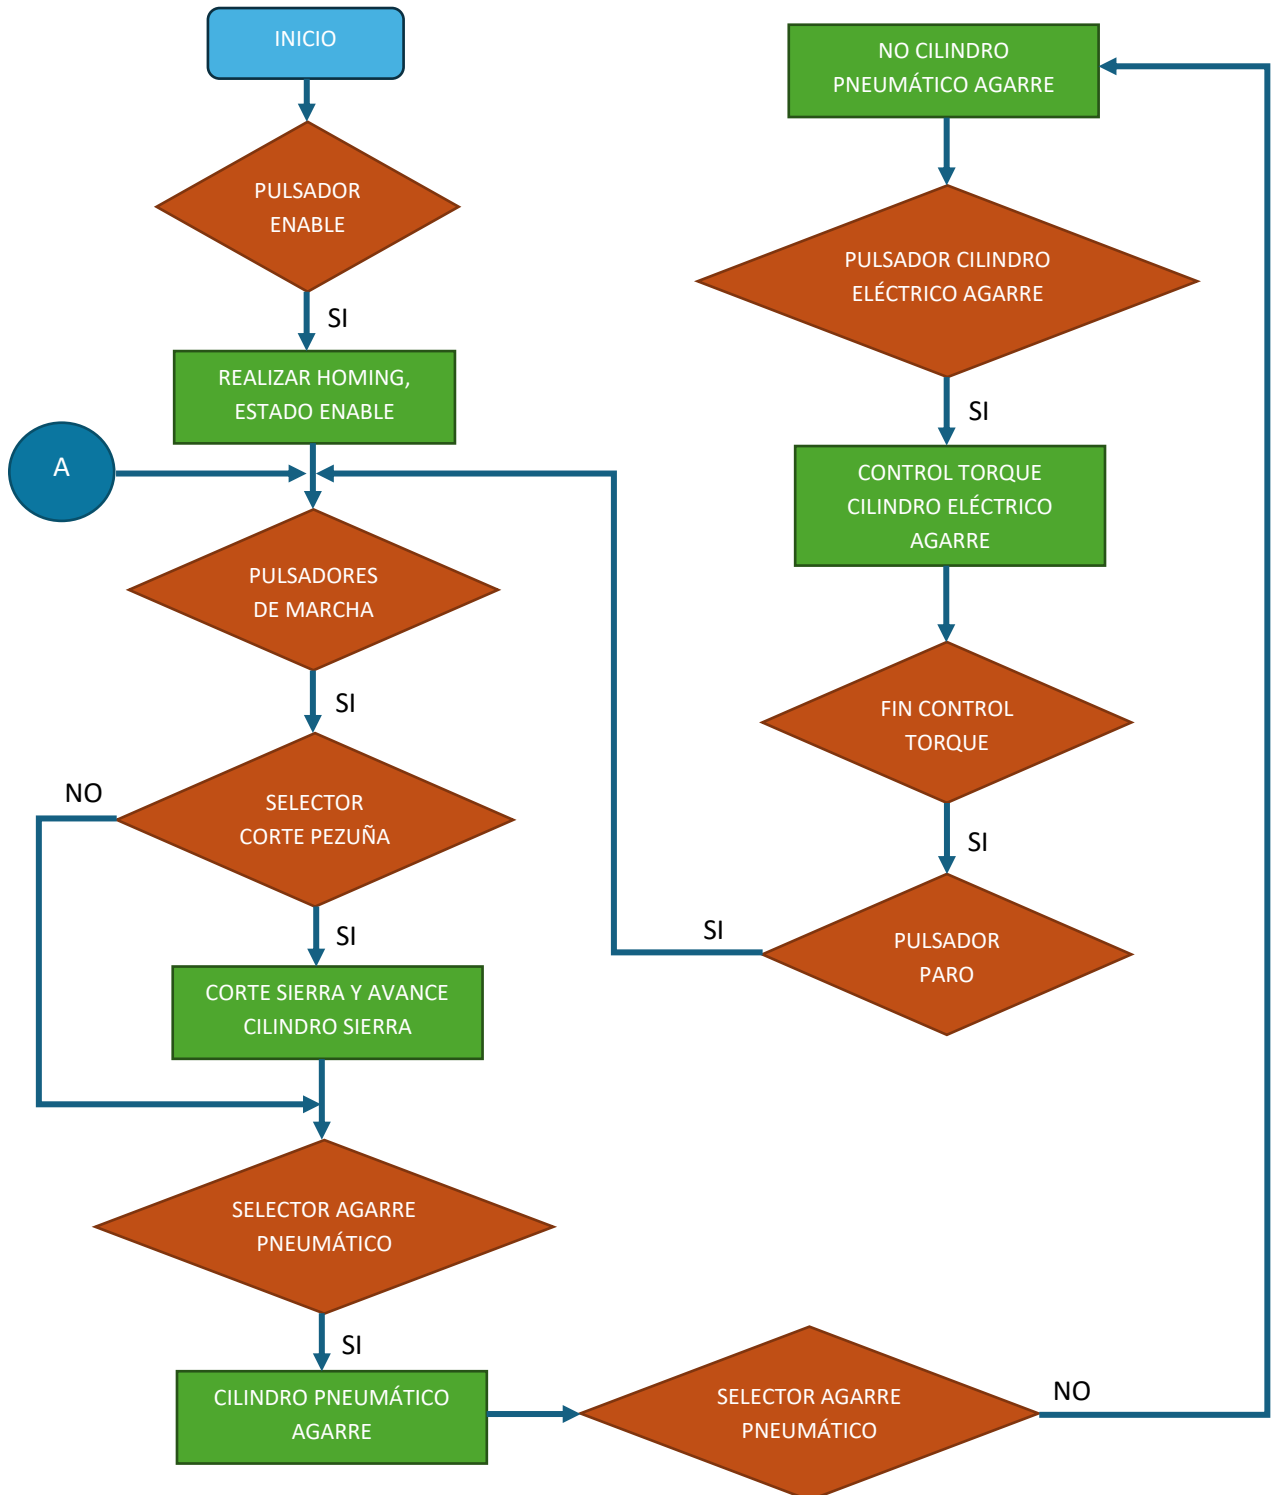 INICIO
PULSADOR
ENABLE
SI
REALIZAR HOMING,
ESTADO ENABLE
A
PULSADORES
DE MARCHA
SI
SELECTOR
CORTE PEZUÑA
NO
SI
CORTE SIERRA Y AVANCE
CILINDRO SIERRA
SELECTOR AGARRE
PNEUMÁTICO
SI
CILINDRO PNEUMÁTICO
AGARRE
SELECTOR AGARRE
PNEUMÁTICO
NO
NO CILINDRO
PNEUMÁTICO AGARRE
PULSADOR CILINDRO
ELÉCTRICO AGARRE
SI
CONTROL TORQUE
CILINDRO ELÉCTRICO
AGARRE
FIN CONTROL
TORQUE
SI
PULSADOR
PARO
SI